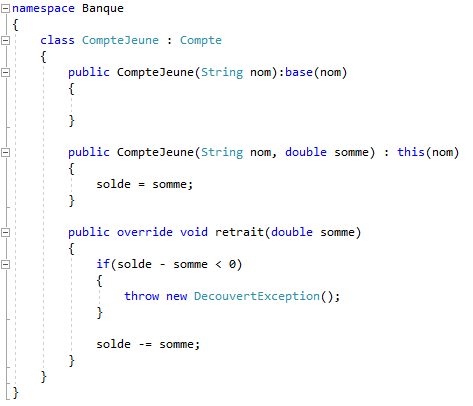 namespace Banque
{
    class CompteJeune : Compte
    {
        public CompteJeune(String nom):base(nom)
        {

        }

        public CompteJeune(String nom, double somme) : this(nom)
        {
            solde = somme;
        }

        public override void retrait(double somme)
        {
            if(solde - somme < 0)
            {
                throw new DecouvertException();
            }

            solde -= somme;
        }
    }
}